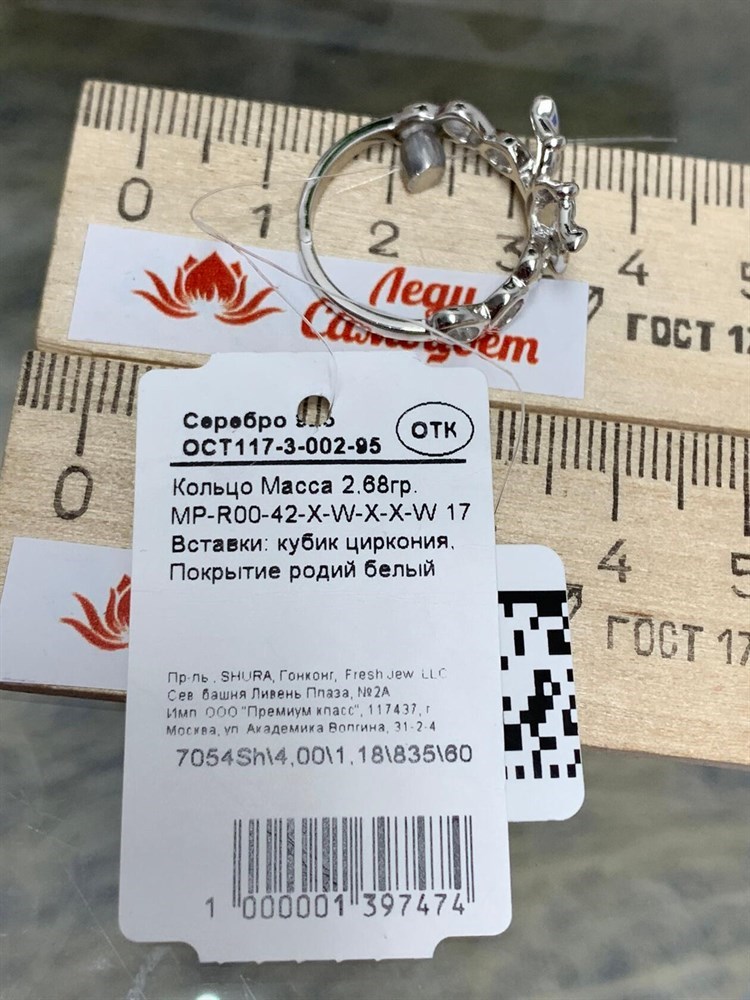 0 1 2 3 4 5
Леди
Самоцвет
ГОСТ 17
Серебро 925
ОСТ117-3-002-95
ОТК
Кольцо Масса 2.68гр.
MP-R00-42-X-W-X-X-W 17
Вставки: кубик циркония,
Покрытие родий белый
0 4 5
ГОСТ 17
Пр-ль.: SHURA, Гонконг, Fresh Jew LLC
Сев. башня Ливень Плаза, №2А
Имп. ООО "Премиум класс", 117437, г
Москва, ул. Академика Волгина, 31-2-4
7054Sh\4,00\1,18\835\60
1 000001 397474